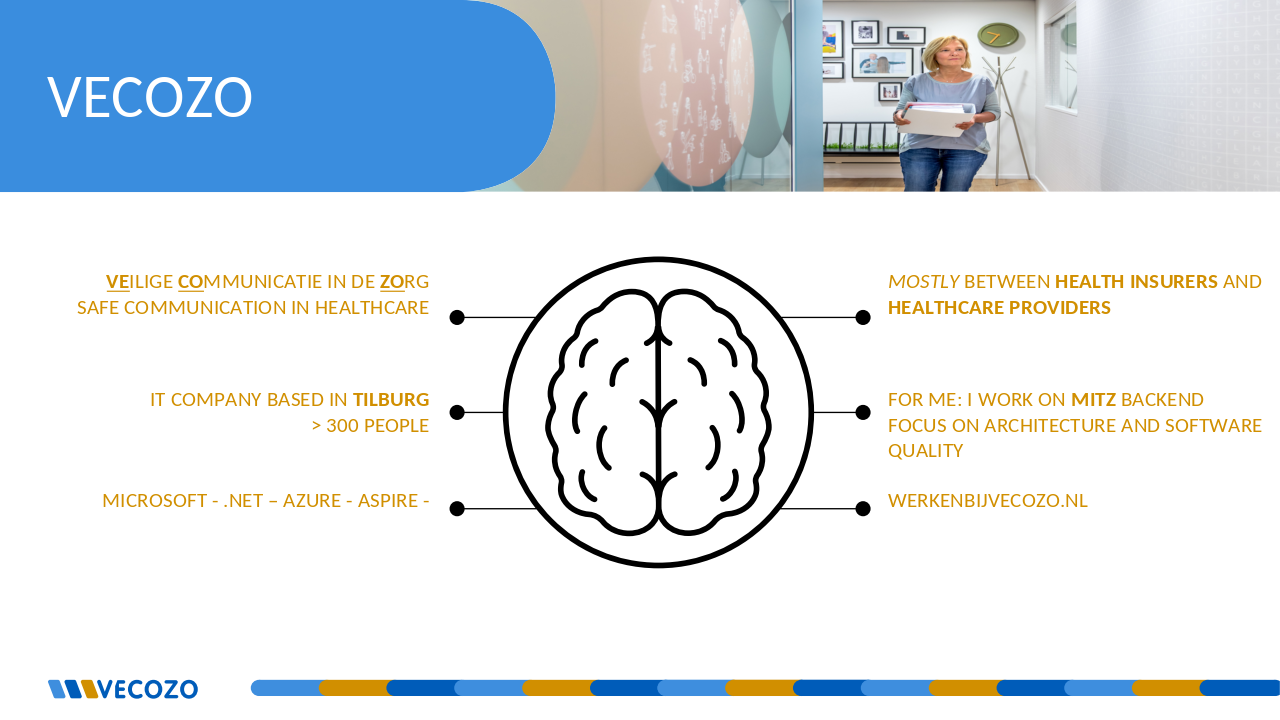 VECOZO
VEILIGE COMMUNICATIE IN DE ZORG
SAFE COMMUNICATION IN HEALTHCARE
IT COMPANY BASED IN TILBURG
> 300 PEOPLE
MICROSOFT - .NET – AZURE - ASPIRE -
MOSTLY BETWEEN HEALTH INSURERS AND
HEALTHCARE PROVIDERS
FOR ME: I WORK ON MITZ BACKEND
FOCUS ON ARCHITECTURE AND SOFTWARE
QUALITY
WERKENBIJVECOZO.NL
VECOZO